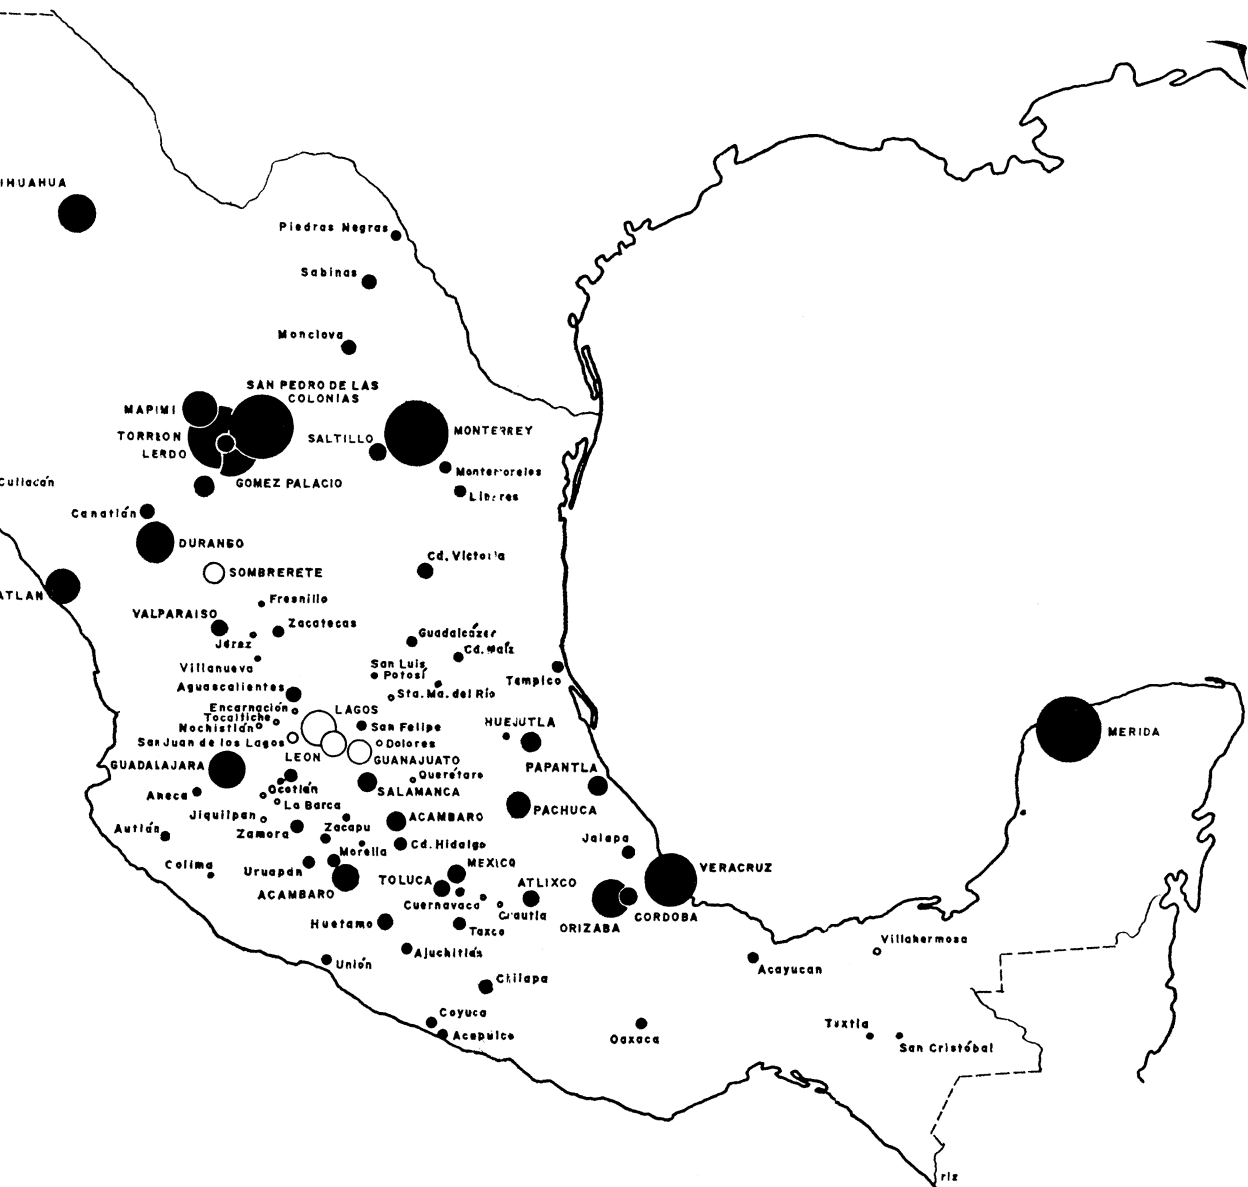 IHUAHUA
Piedras Negras
Sabinas
Monclova
SAN PEDRO DE LAS
COLONIAS
MAPIMI
TORREON
LERDO
SALTILLO
MONTERREY
GOMEZ PALACIO
Culiacán
Canatlán
DURANGO
Cd. Victoria
SOMBRERETE
ATLAN
Fresnillo
VALPARAISO
Zacatecas
Jérez
Guadalcázar
Cd. Maíz
Villanueva
San Luis
Potosí
Tempico
Aguascalientes
Sta. Ma. del Río
Encarnación
LAGOS
Tocaltiche
Nochistlán
San Felipe
HUEJUTLA
San Juan de los Lagos
Dolores
LEON
GUANAJUATO
MERIDA
GUADALAJARA
PAPANTLA
Querétaro
Ameca
Ocotlán
SALAMANCA
La Barca
PACHUCA
Jiquilpan
ACAMBARO
Autlán
Zamora
Zacapu
Jalapa
Cd. Hidalgo
Morelia
Colima
Uruapán
MEXICO
VERACRUZ
ACAMBARO
TOLUCA
ATLIXCO
Cuernavaca
CORDOBA
Huetamo
Taxco
ORIZABA
Villahermosa
Unión
Ajuchitlán
Acayucan
Chilapa
Coyuca
Acapulco
Oaxaca
Tuxtla
San Cristóbal
riz